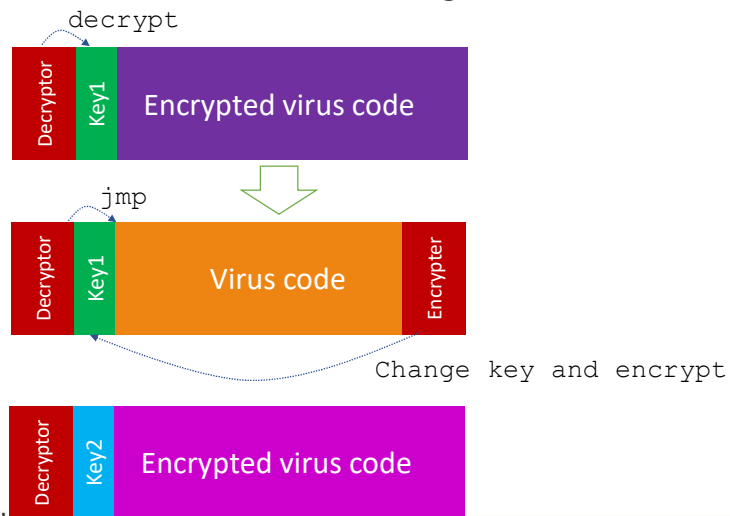 decrypt
Decryptor
Key1
Encrypted virus code
jmp
Decryptor
Key1
Virus code
Encrypter
Change key and encrypt
Decryptor
Key2
Encrypted virus code